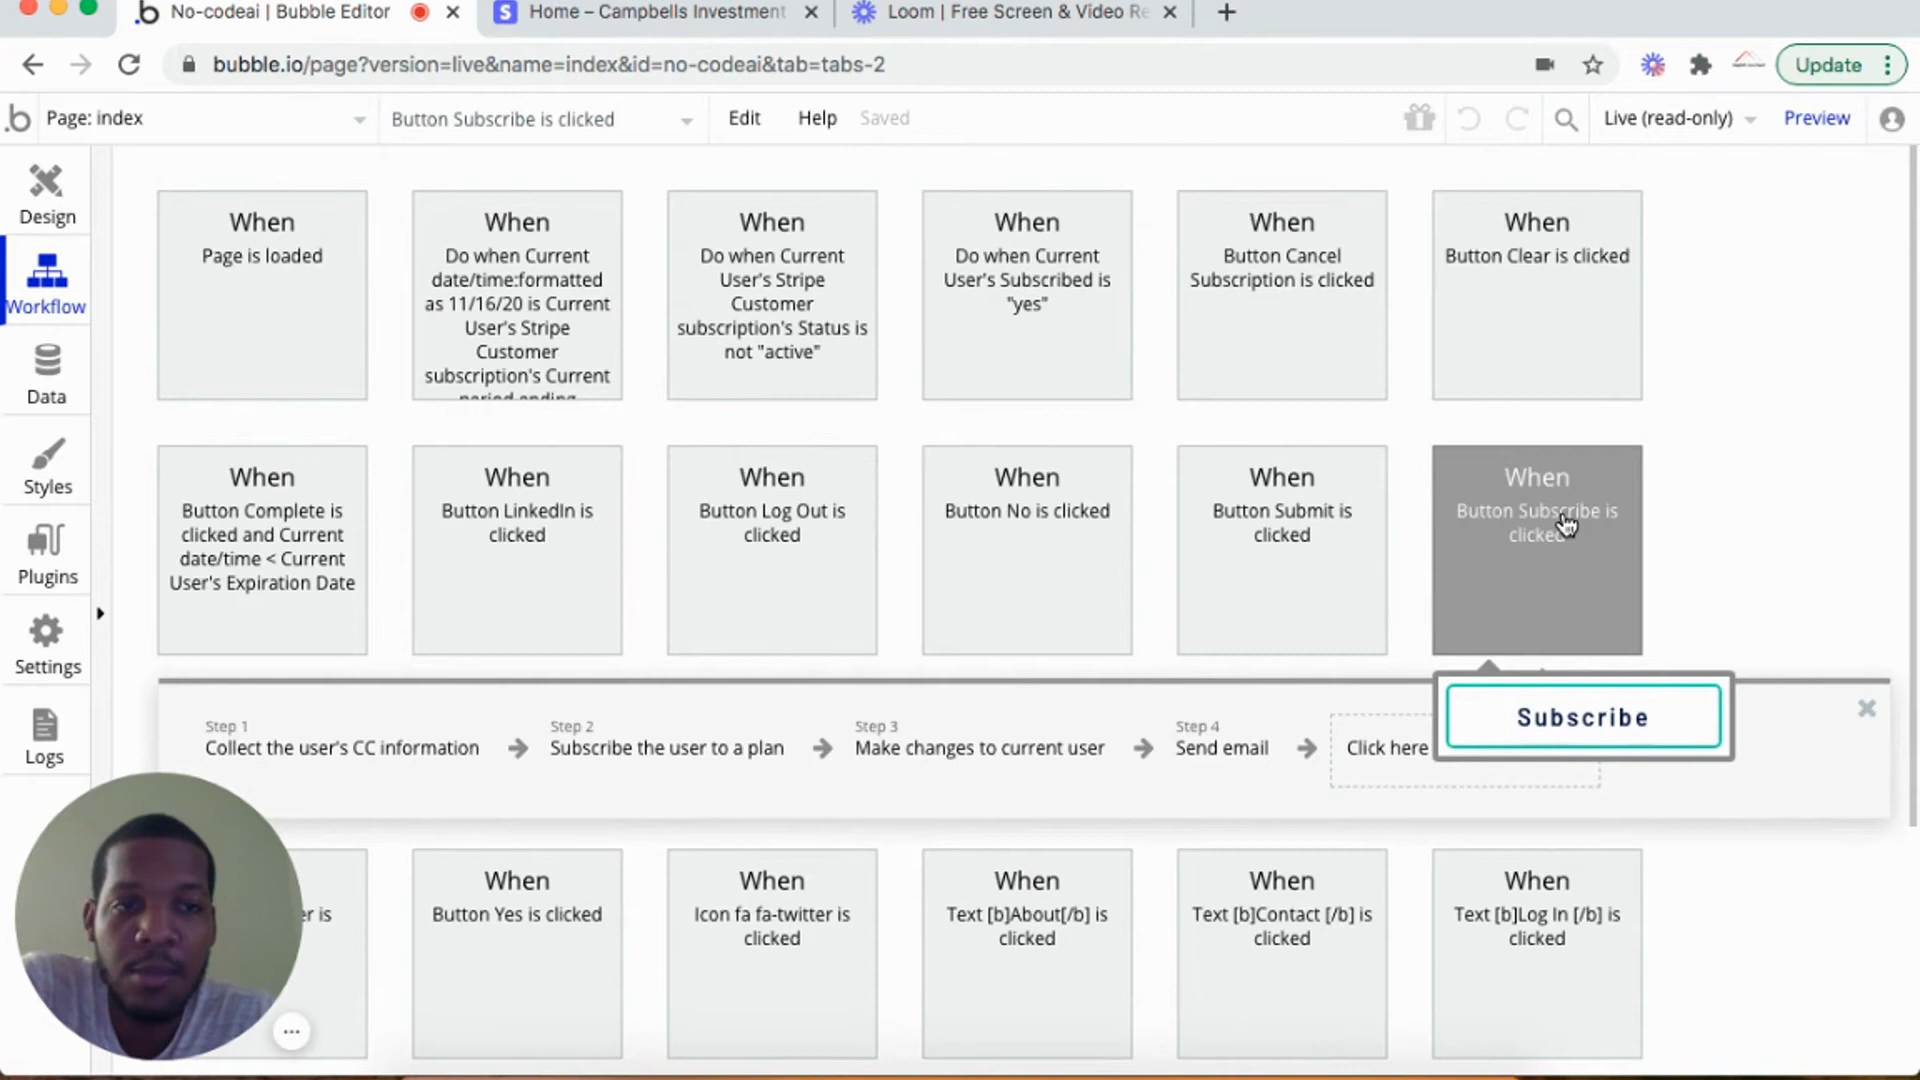 No-codeai | Bubble Editor
Home – Campbells Investment
Loom | Free Screen & Video Re
bubble.io/page?version=live&name=index&id=no-codeai&tab=tabs-2
Update
Page: index
Button Subscribe is clicked
Edit
Help
Saved
Live (read-only)
Preview
Design
Workflow
Data
Styles
Plugins
Settings
Logs
When
Page is loaded
When
Do when Current
date/time:formatted
as 11/16/20 is Current
User's Stripe
Customer
subscription's Current
period ending
When
Do when Current
User's Stripe
Customer
subscription's Status is
not "active"
When
Do when Current
User's Subscribed is
"yes"
When
Button Cancel
Subscription is clicked
When
Button Clear is clicked
When
Button Complete is
clicked and Current
date/time < Current
User's Expiration Date
When
Button LinkedIn is
clicked
When
Button Log Out is
clicked
When
Button No is clicked
When
Button Submit is
clicked
When
Button Subscribe is
clicked
Step 1
Collect the user's CC information
Step 2
Subscribe the user to a plan
Step 3
Make changes to current user
Step 4
Send email
Click here
Subscribe
er is
When
Button Yes is clicked
When
Icon fa fa-twitter is
clicked
When
Text [b]About[/b] is
clicked
When
Text [b]Contact [/b] is
clicked
When
Text [b]Log In [/b] is
clicked